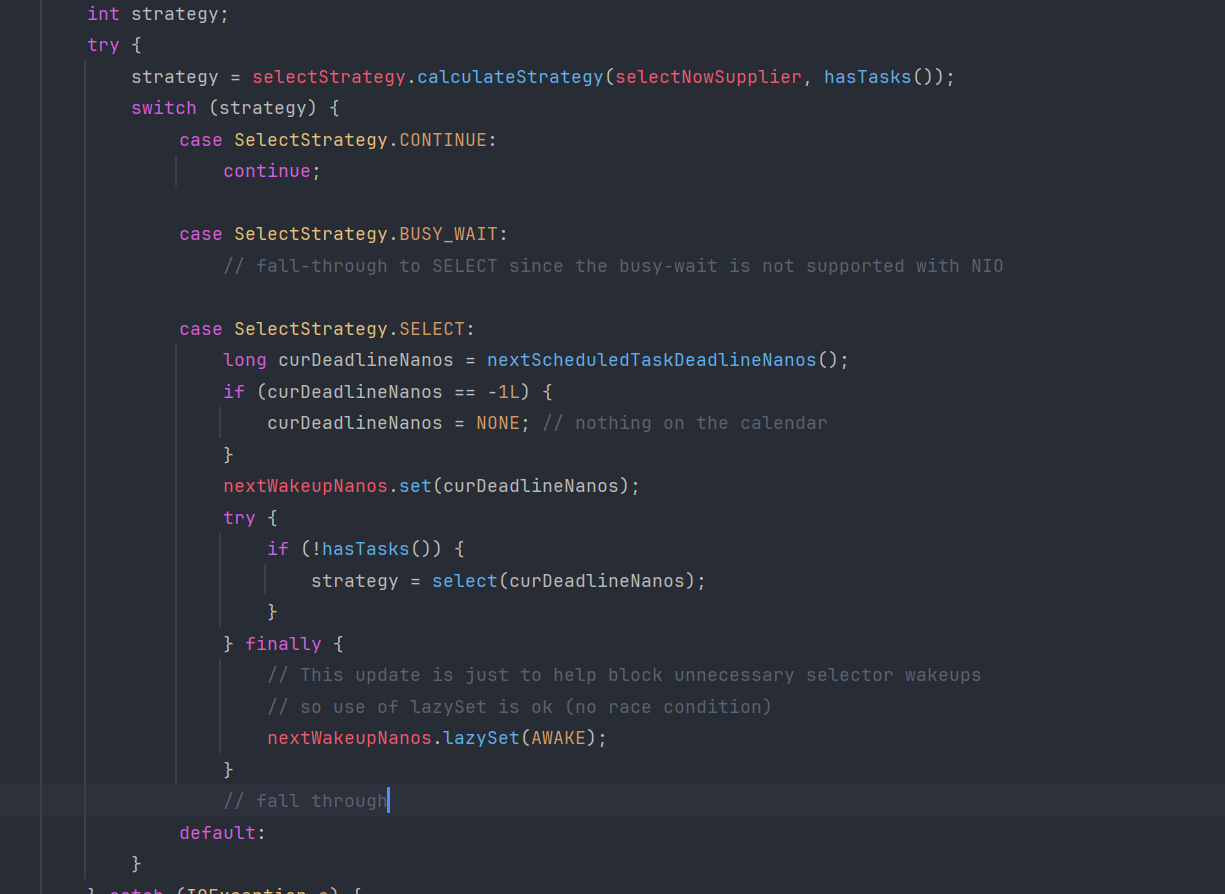 int strategy;
try {
strategy = selectStrategy.calculateStrategy(selectNowSupplier, hasTasks());
switch (strategy) {
case SelectStrategy.CONTINUE:
continue;
case SelectStrategy.BUSY_WAIT:
// fall-through to SELECT since the busy-wait is not supported with NIO
case SelectStrategy.SELECT:
long curDeadlineNanos = nextScheduledTaskDeadlineNanos();
if (curDeadlineNanos == -1L) {
curDeadlineNanos = NONE; // nothing on the calendar
}
nextWakeupNanos.set(curDeadlineNanos);
try {
if (!hasTasks()) {
strategy = select(curDeadlineNanos);
}
} finally {
// This update is just to help block unnecessary selector wakeups
// so use of lazySet is ok (no race condition)
nextWakeupNanos.lazySet(AWAKE);
}
// fall through
default:
}
} catch (IOException e) {